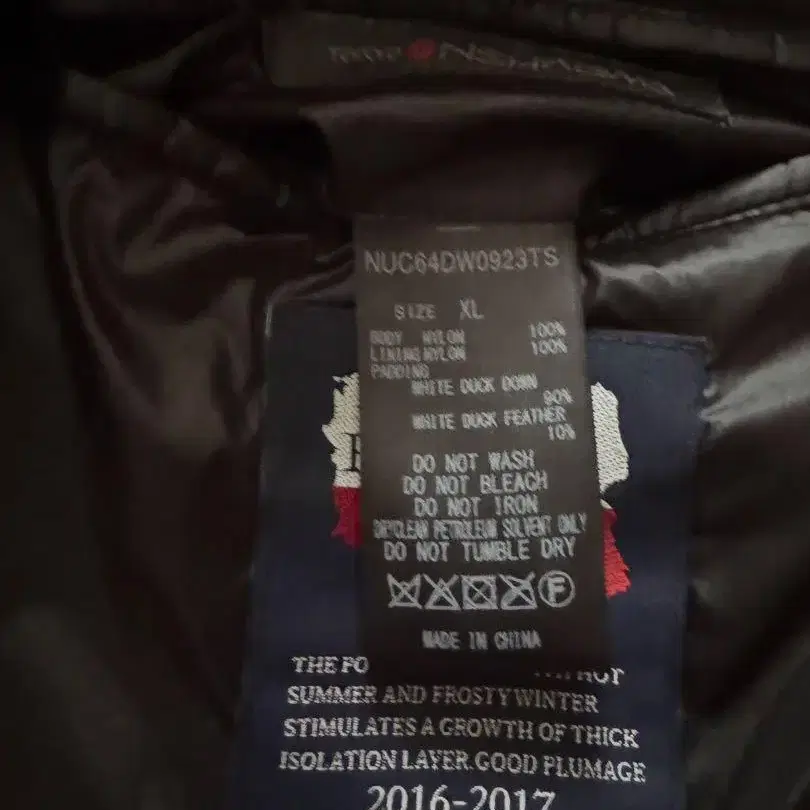 NUC64DW0923TS
SIZE XL
BODY NYLON 100%
LINING NYLON 100%
PADDING
WHITE DUCK DOWN
90%
WHITE DUCK FEATHER
10%
DO NOT WASH
DO NOT BLEACH
DO NOT IRON
DRYCLEAN PETROLEUM SOLVENT ONLY
DO NOT TUMBLE DRY
F
MADE IN CHINA
THE PO
SUMMER AND FROSTY WINTER
STIMULATES A GROWTH OF THICK
ISOLATION LAYER.GOOD PLUMAGE
2016-2017